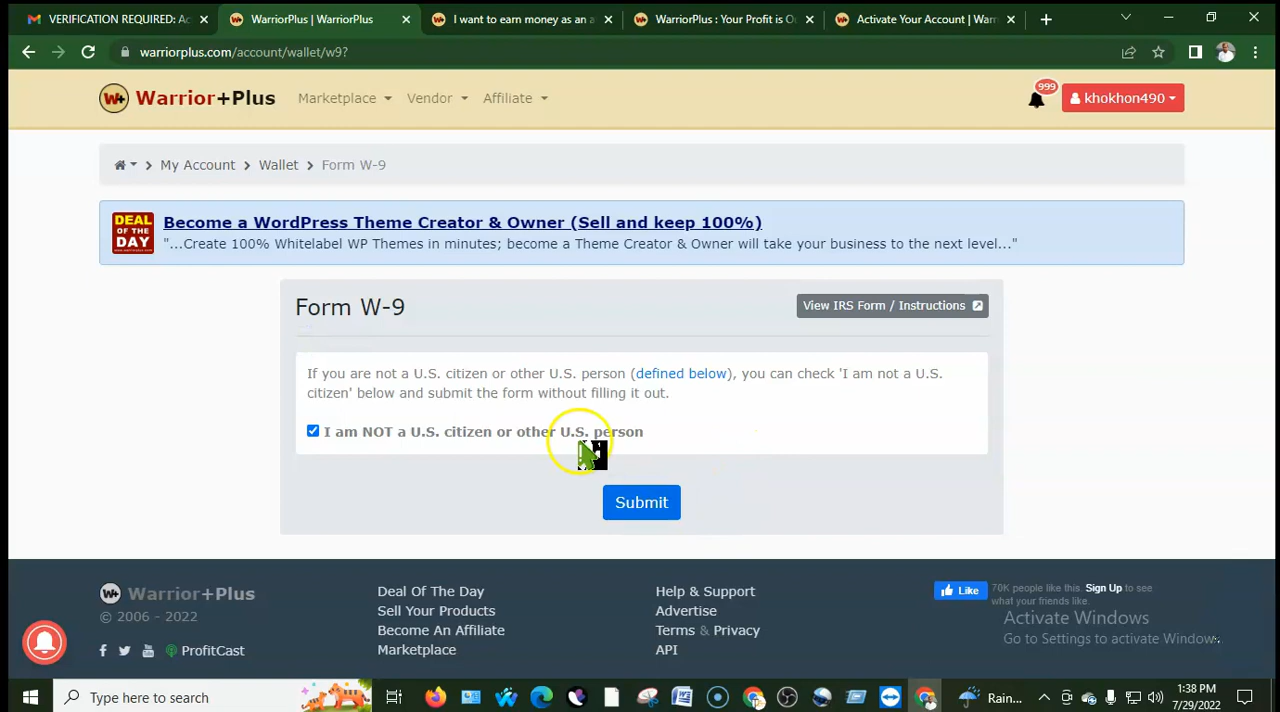 VERIFICATION REQUIRED: Ac
WarriorPlus | WarriorPlus
I want to earn money as an a
WarriorPlus : Your Profit is O
Activate Your Account | Warr
warriorplus.com/account/wallet/w9?
W+ Warrior+Plus
Marketplace
Vendor
Affiliate
999
khokhon490
My Account
Wallet
Form W-9
DEAL OF THE DAY
Become a WordPress Theme Creator & Owner (Sell and keep 100%)
"...Create 100% Whitelabel WP Themes in minutes; become a Theme Creator & Owner will take your business to the next level..."
Form W-9
View IRS Form / Instructions
If you are not a U.S. citizen or other U.S. person (defined below), you can check 'I am not a U.S.
citizen' below and submit the form without filling it out.
I am NOT a U.S. citizen or other U.S. person
Submit
W+ Warrior+Plus
© 2006 - 2022
ProfitCast
Deal Of The Day
Sell Your Products
Become An Affiliate
Marketplace
Help & Support
Advertise
Terms & Privacy
API
Like
70K people like this. Sign Up to see
what your friends like.
Activate Windows
Go to Settings to activate Windows.
Type here to search
Rain...
1:38 PM
7/29/2022